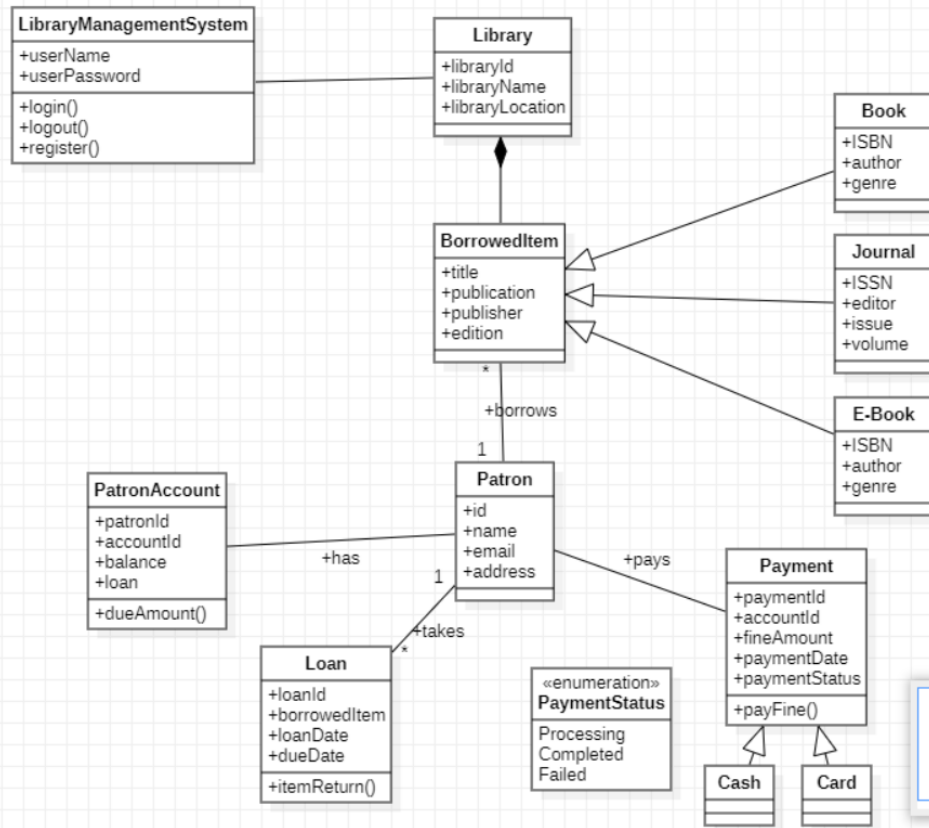 LibraryManagementSystem
+userName
+userPassword
+login()
+logout()
+register()
Library
+libraryId
+libraryName
+libraryLocation
Book
+ISBN
+author
+genre
BorrowedItem
+title
+publication
+publisher
+edition
Journal
+ISSN
+editor
+issue
+volume
E-Book
+ISBN
+author
+genre
*
+borrows
1
Patron
+id
+name
+email
+address
PatronAccount
+patronId
+accountId
+balance
+loan
+dueAmount()
+has
1
+takes
*
+pays
Loan
+loanId
+borrowedItem
+loanDate
+dueDate
+itemReturn()
«enumeration»
PaymentStatus
Processing
Completed
Failed
Payment
+paymentId
+accountId
+fineAmount
+paymentDate
+paymentStatus
+payFine()
Cash
Card